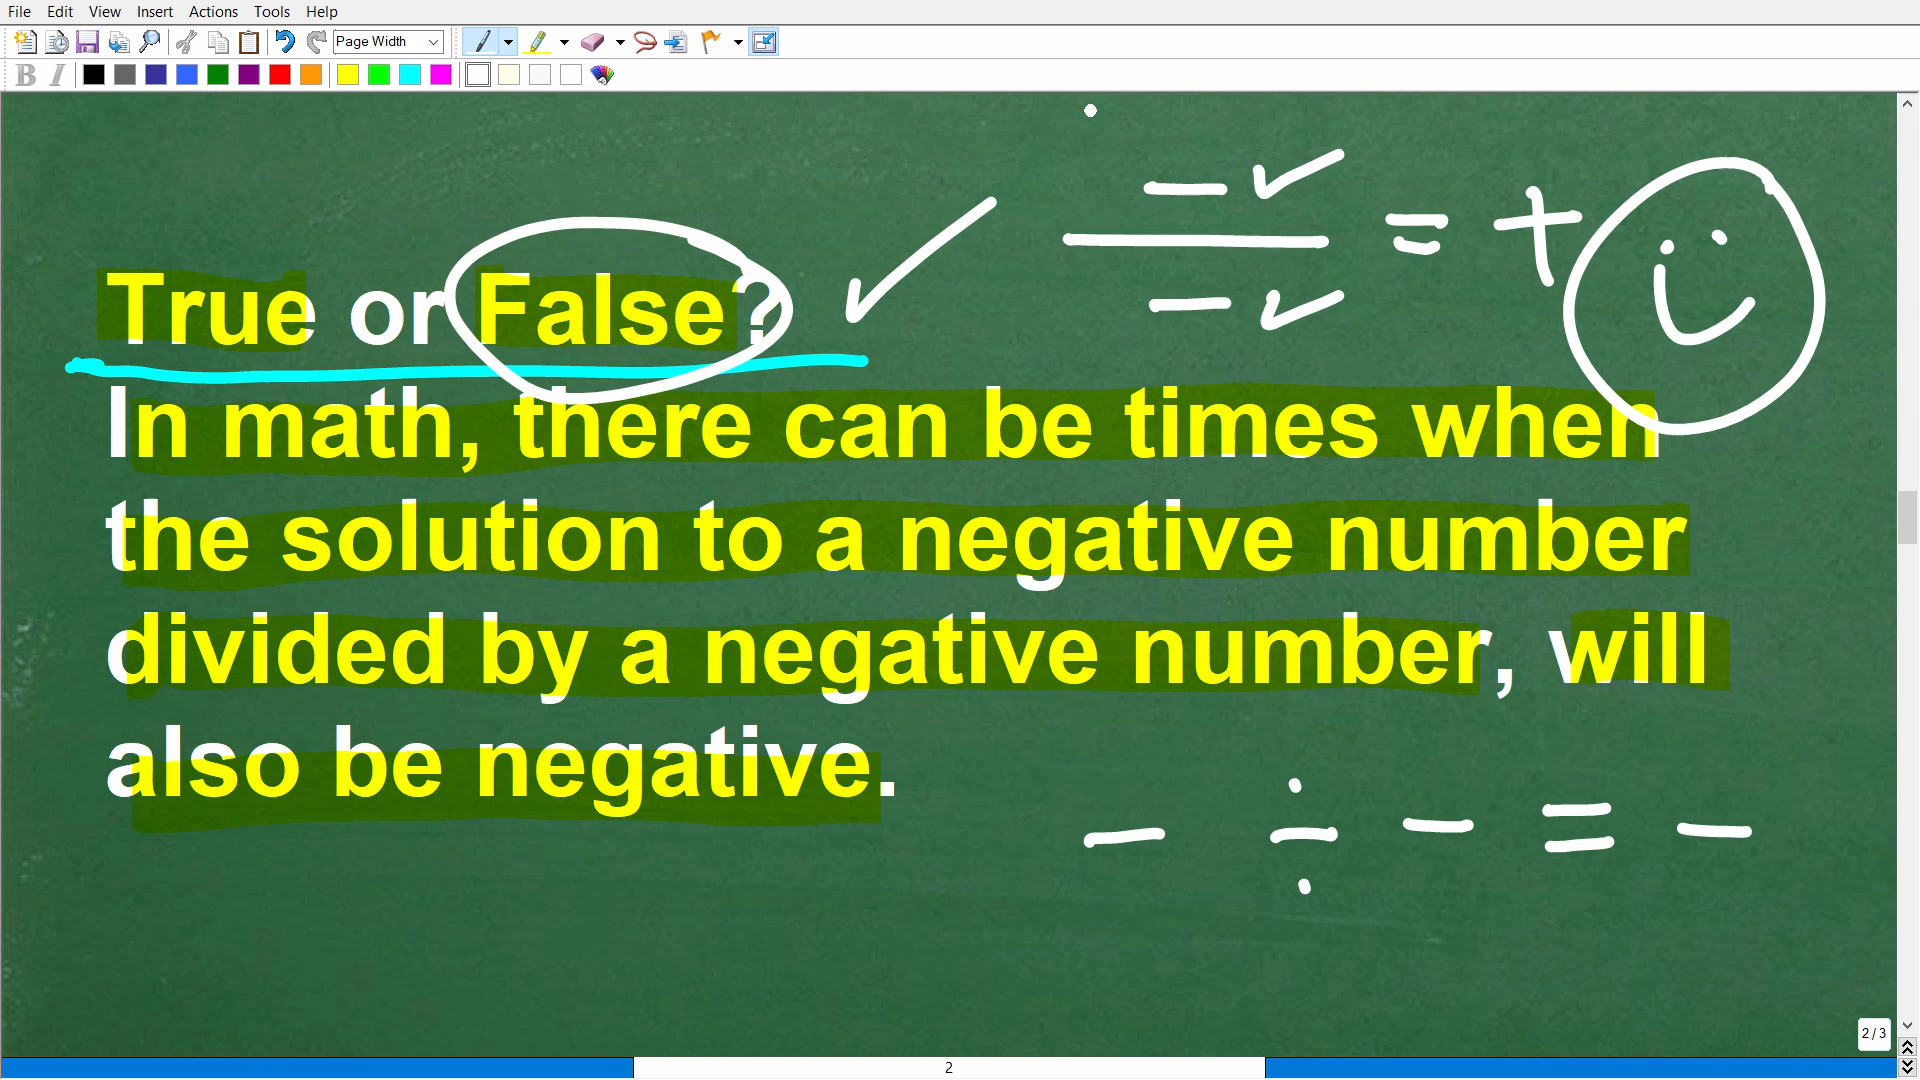 File Edit View Insert Actions Tools Help
Page Width
B I
True or False?
In math, there can be times when
the solution to a negative number
divided by a negative number, will
also be negative.
− / − = +
− ÷ − = −
2 / 3
2